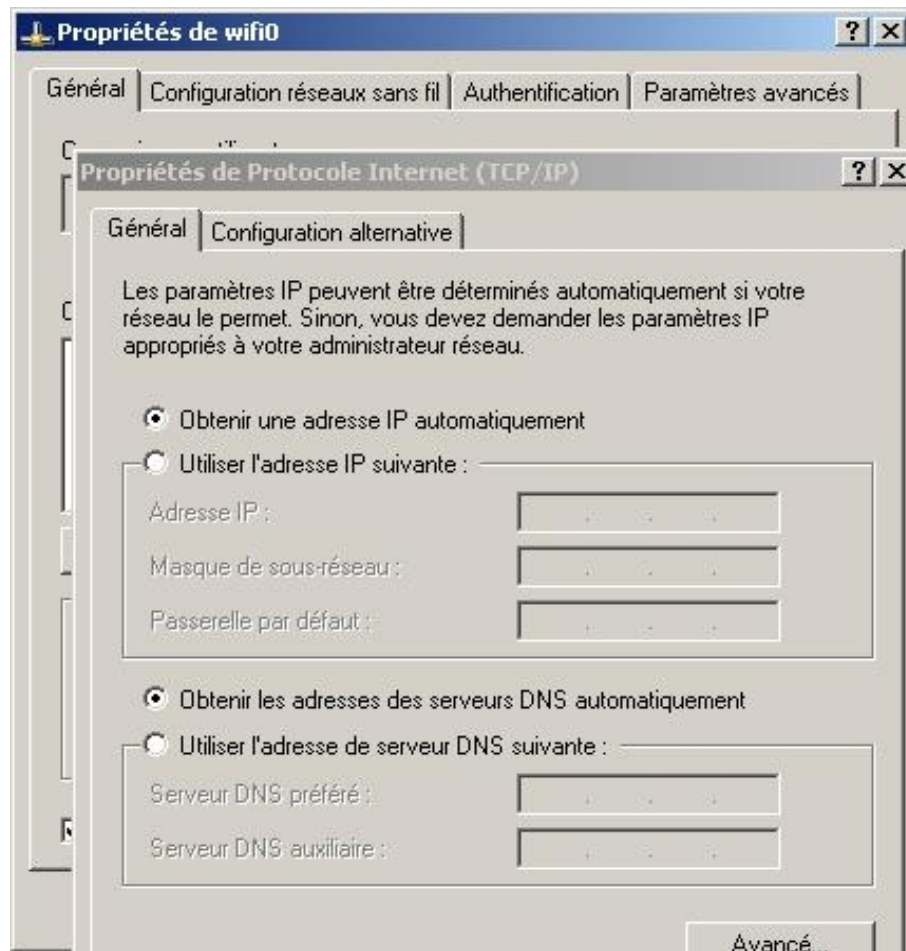 Propriétés de wifi0
Général
Configuration réseaux sans fil
Authentification
Paramètres avancés
Propriétés de Protocole Internet (TCP/IP)
Général
Configuration alternative
Les paramètres IP peuvent être déterminés automatiquement si votre
réseau le permet. Sinon, vous devez demander les paramètres IP
appropriés à votre administrateur réseau.
Obtenir une adresse IP automatiquement
Utiliser l'adresse IP suivante :
Adresse IP :
Masque de sous-réseau :
Passerelle par défaut :
Obtenir les adresses des serveurs DNS automatiquement
Utiliser l'adresse de serveur DNS suivante :
Serveur DNS préféré :
Serveur DNS auxiliaire :
Avancé...